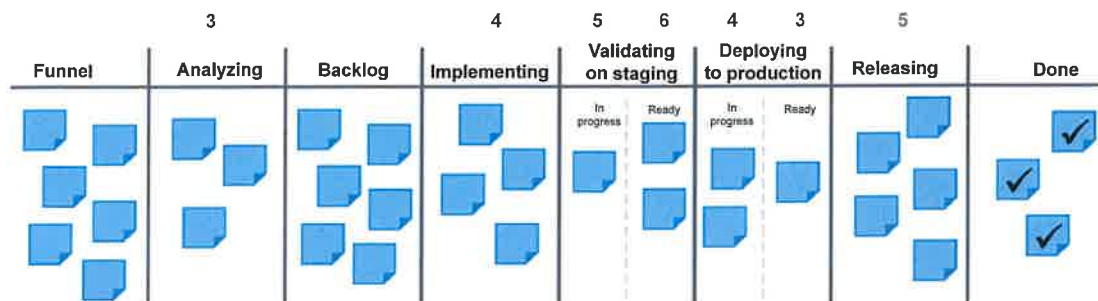 3 4 5 6 4 3 5
Funnel Analyzing Backlog Implementing Validating on staging Deploying to production Releasing Done
In progress Ready In progress Ready